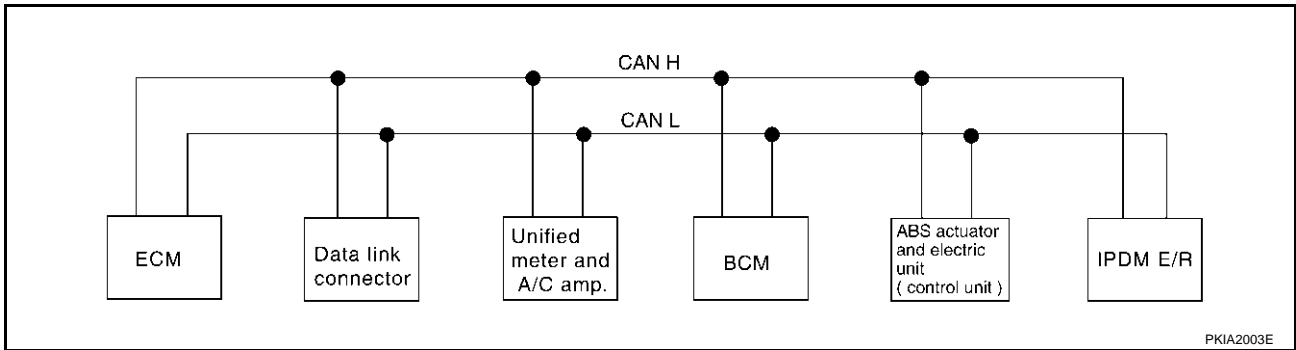 CAN H
CAN L
ECM
Data link
connector
Unified
meter and
A/C amp.
BCM
ABS actuator
and electric
unit
( control unit )
IPDM E/R
PKIA2003E